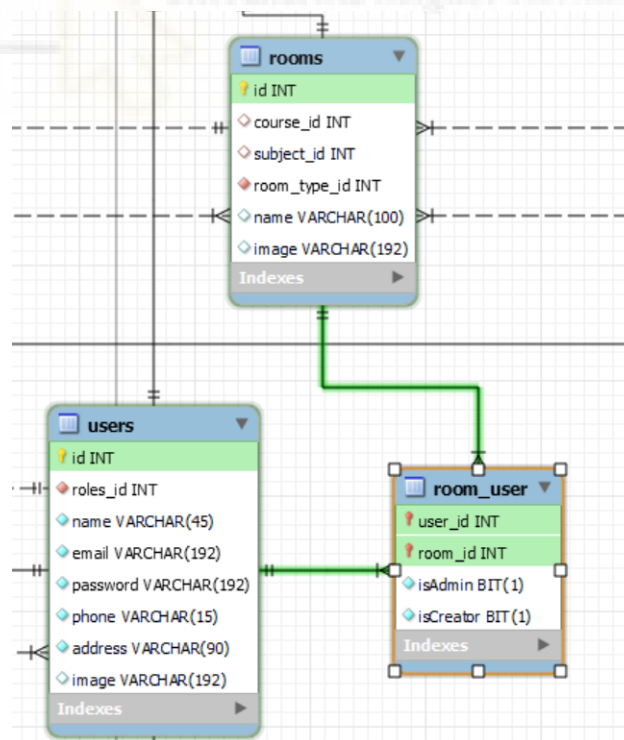 rooms
id INT
course_id INT
subject_id INT
room_type_id INT
name VARCHAR(100)
image VARCHAR(192)
Indexes
users
id INT
roles_id INT
name VARCHAR(45)
email VARCHAR(192)
password VARCHAR(192)
phone VARCHAR(15)
address VARCHAR(90)
image VARCHAR(192)
Indexes
room_user
user_id INT
room_id INT
isAdmin BIT(1)
isCreator BIT(1)
Indexes